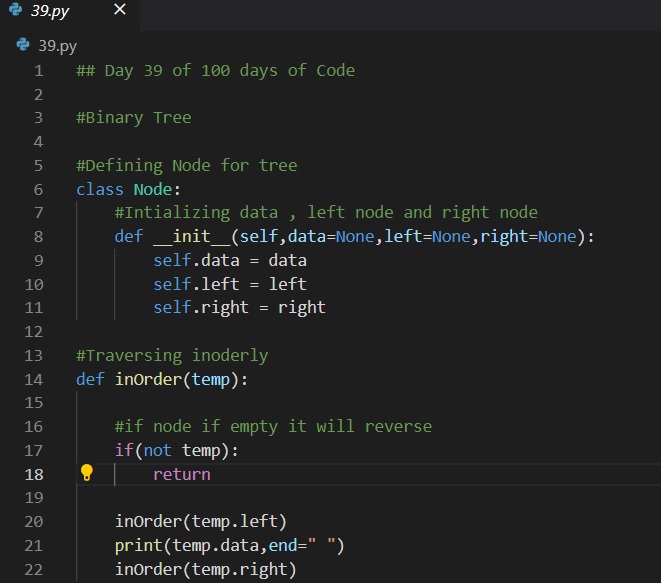 39.py ×
39.py
1 ## Day 39 of 100 days of Code
2
3 #Binary Tree
4
5 #Defining Node for tree
6 class Node:
7     #Intializing data , left node and right node
8     def __init__(self,data=None,left=None,right=None):
9         self.data = data
10         self.left = left
11         self.right = right
12
13 #Traversing inoderly
14 def inOrder(temp):
15
16     #if node if empty it will reverse
17     if(not temp):
18         return
19
20     inOrder(temp.left)
21     print(temp.data,end=" ")
22     inOrder(temp.right)